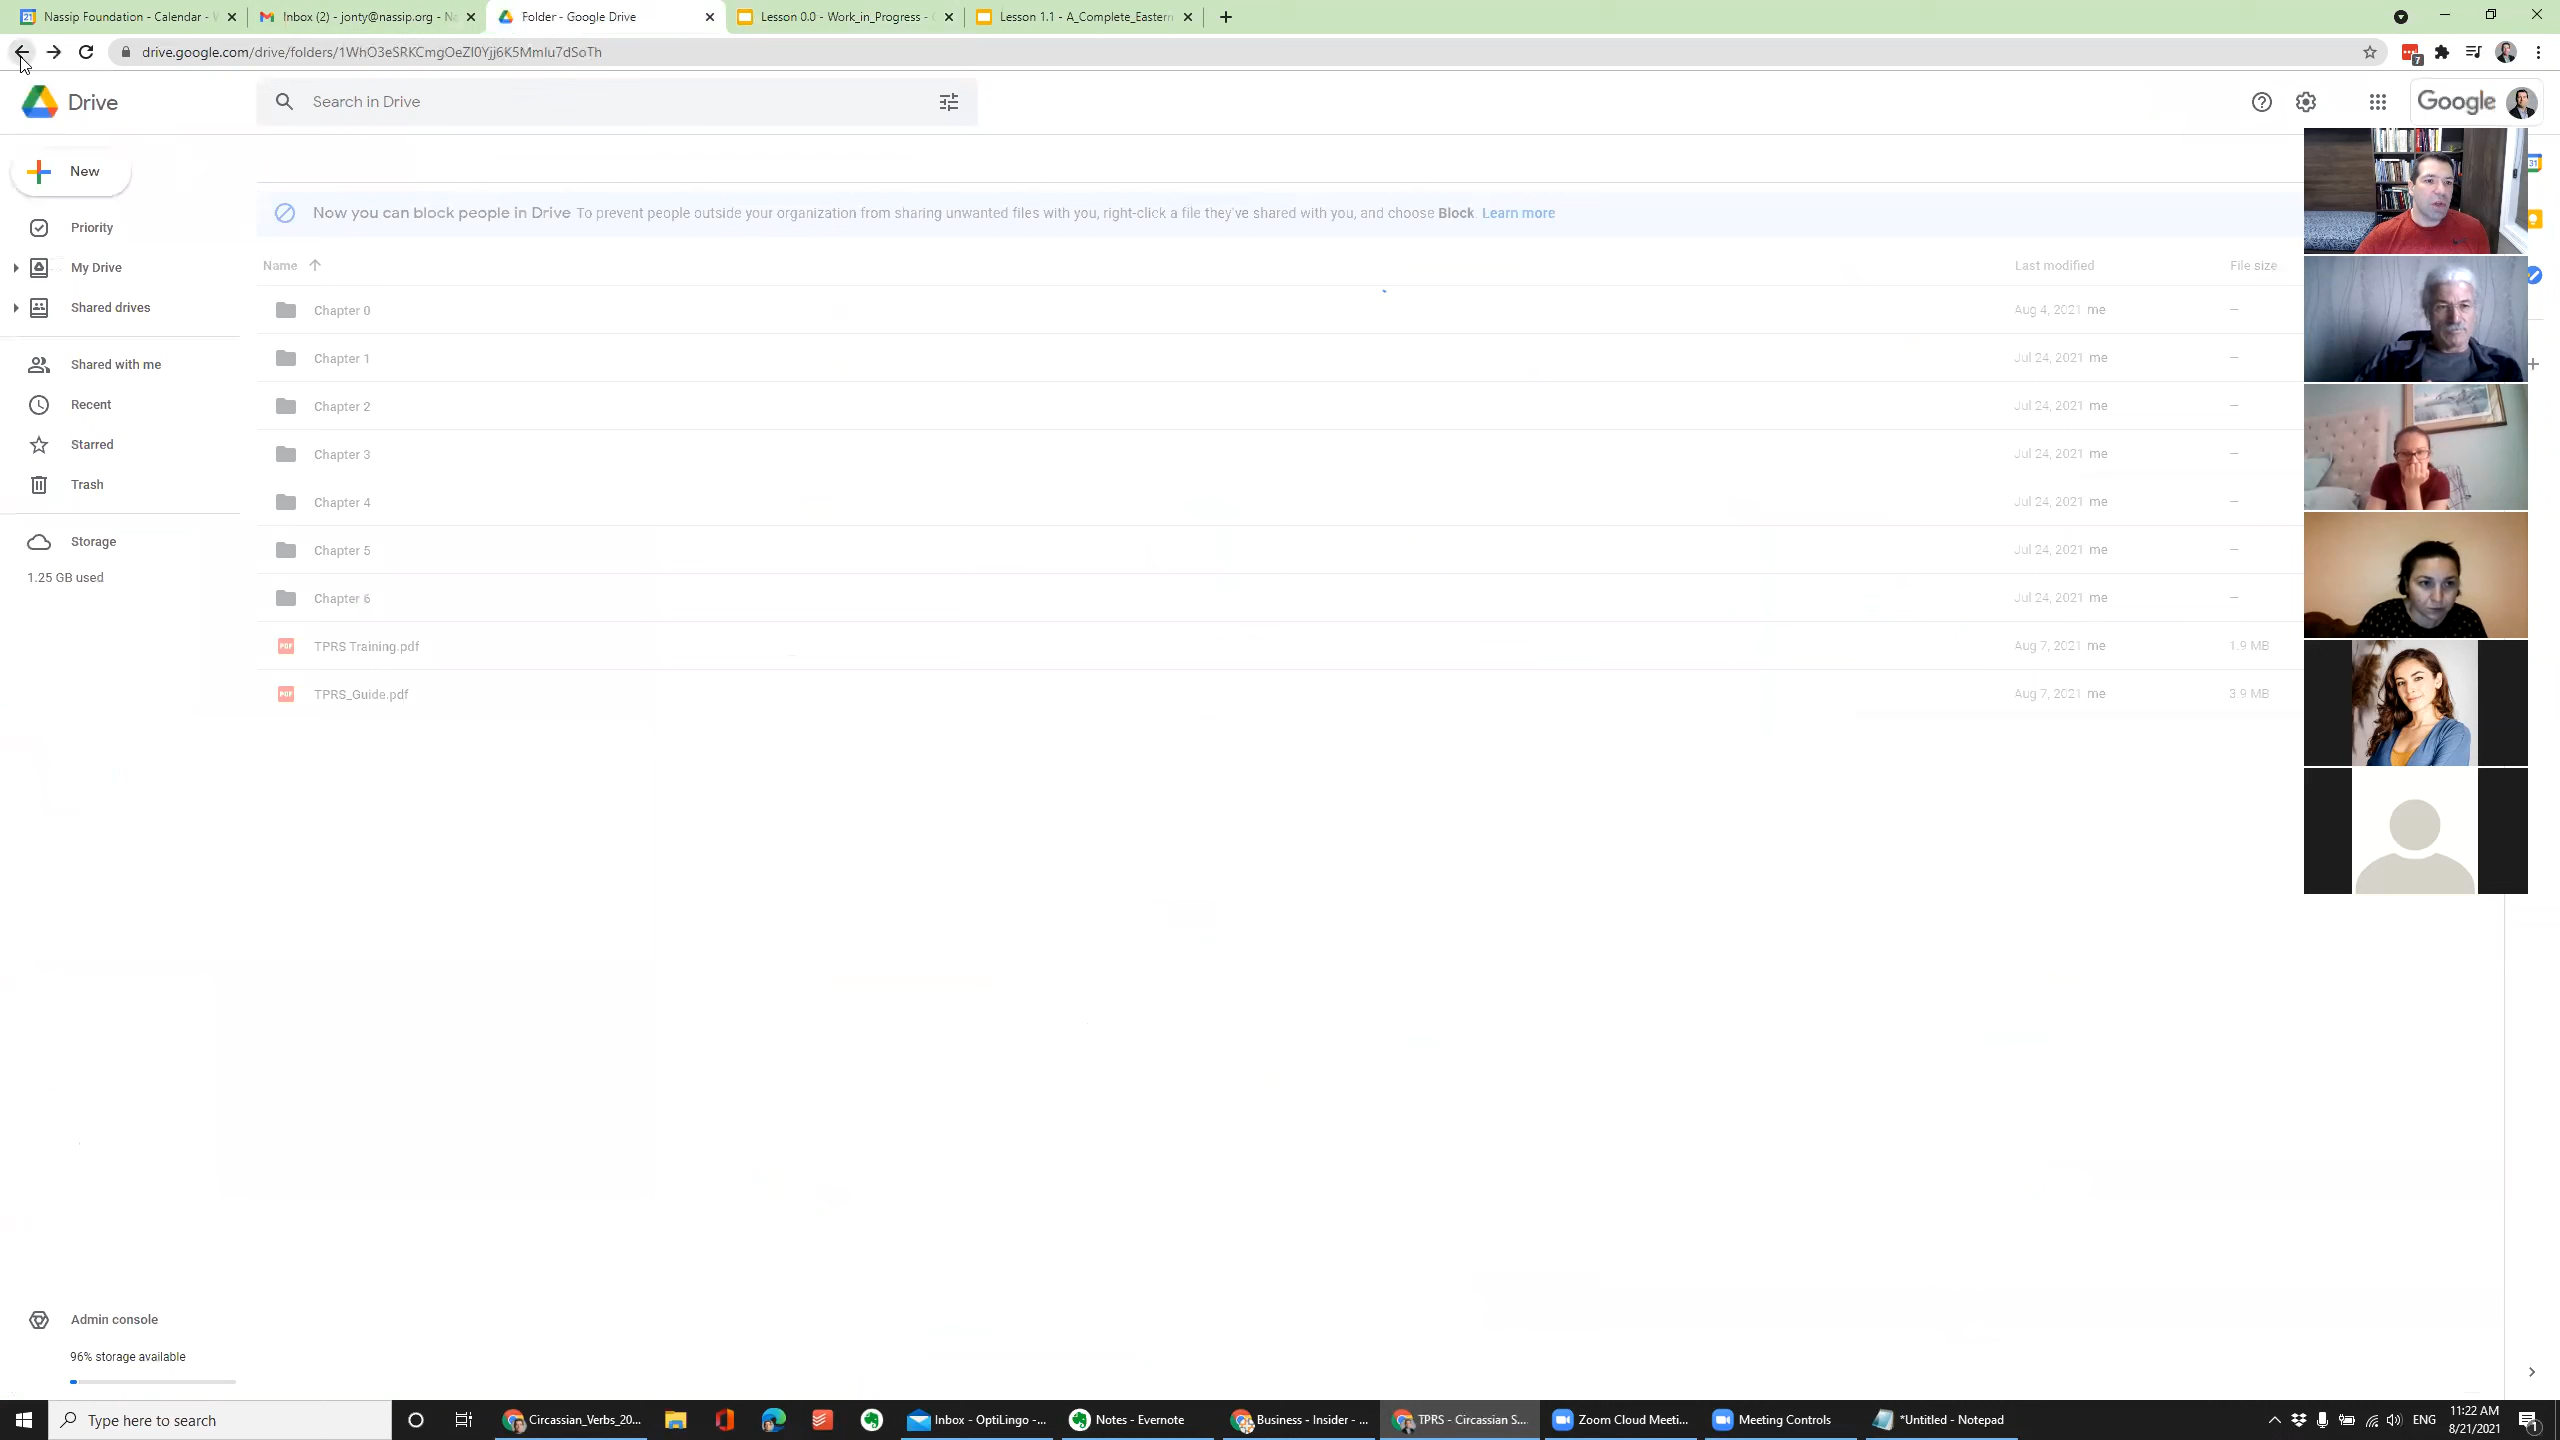 Nassip Foundation - Calendar - W
Inbox (2) - jonty@nassip.org - Na
Folder - Google Drive
Lesson 0.0 - Work_in_Progress - G
Lesson 1.1 - A_Complete_Eastern
drive.google.com/drive/folders/1WhO3eSRKCmgOeZI0Yjj6K5MmIu7dSoTh
7
Drive
Search in Drive
Google
New
Priority
My Drive
Shared drives
Shared with me
Recent
Starred
Trash
Storage
1.25 GB used
Now you can block people in Drive To prevent people outside your organization from sharing unwanted files with you, right-click a file they've shared with you, and choose Block. Learn more
Name Last modified File size
Chapter 0 Aug 4, 2021 me —
Chapter 1 Jul 24, 2021 me —
Chapter 2 Jul 24, 2021 me —
Chapter 3 Jul 24, 2021 me —
Chapter 4 Jul 24, 2021 me —
Chapter 5 Jul 24, 2021 me —
Chapter 6 Jul 24, 2021 me —
PDF TPRS Training.pdf Aug 7, 2021 me 1.9 MB
PDF TPRS_Guide.pdf Aug 7, 2021 me 3.9 MB
Admin console
96% storage available
Type here to search
Circassian_Verbs_20...
Inbox - OptiLingo -...
Notes - Evernote
Business - Insider - ...
TPRS - Circassian S...
Zoom Cloud Meeti...
Meeting Controls
*Untitled - Notepad
ENG
11:22 AM
8/21/2021
1